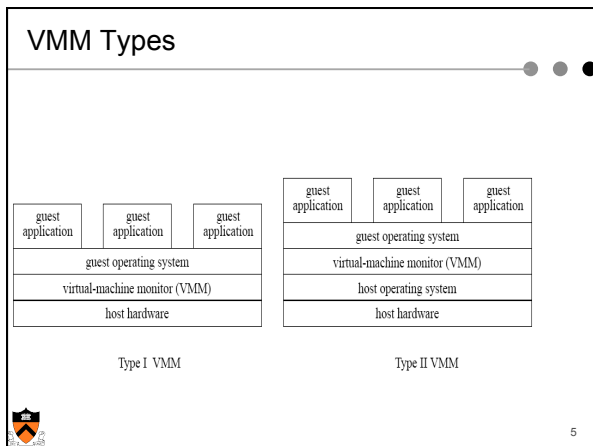 VMM Types
guest
application
guest
application
guest
application
guest operating system
virtual-machine monitor (VMM)
host hardware
Type I VMM
guest
application
guest
application
guest
application
guest operating system
virtual-machine monitor (VMM)
host operating system
host hardware
Type II VMM
5